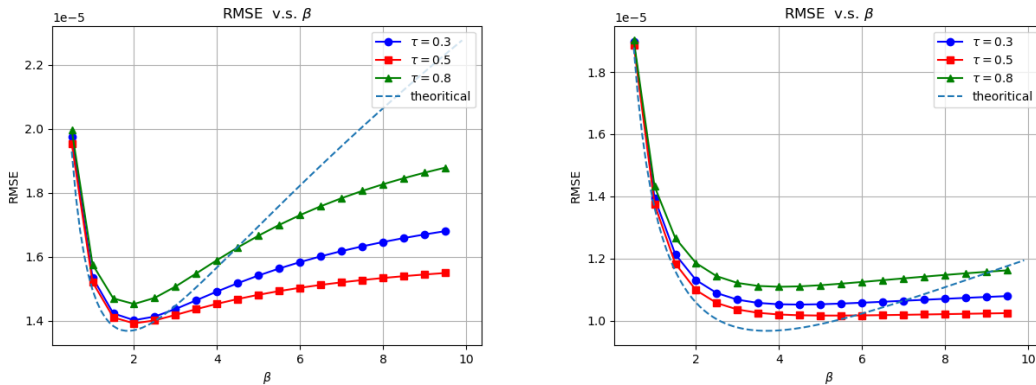 RMSE v.s. β
1e−5
2.2
2.0
1.8
1.6
1.4
RMSE
2
4
6
8
10
β
τ = 0.3
τ = 0.5
τ = 0.8
theoritical
RMSE v.s. β
1e−5
1.8
1.6
1.4
1.2
1.0
RMSE
2
4
6
8
10
β
τ = 0.3
τ = 0.5
τ = 0.8
theoritical